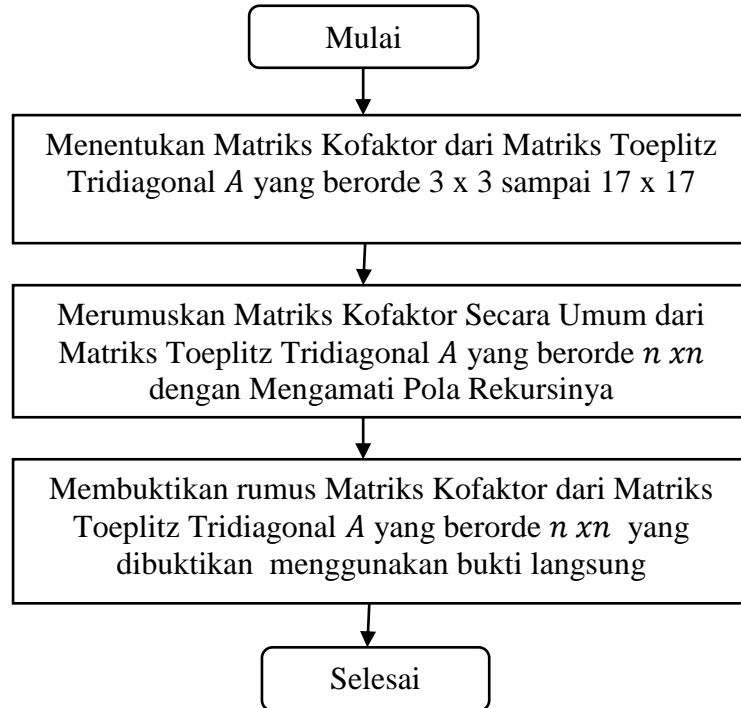 Mulai
Menentukan Matriks Kofaktor dari Matriks Toeplitz
Tridiagonal 𝐴 yang berorde 3 x 3 sampai 17 x 17
Merumuskan Matriks Kofaktor Secara Umum dari
Matriks Toeplitz Tridiagonal 𝐴 yang berorde 𝑛 𝑥𝑛
dengan Mengamati Pola Rekursinya
Membuktikan rumus Matriks Kofaktor dari Matriks
Toeplitz Tridiagonal 𝐴 yang berorde 𝑛 𝑥𝑛 yang
dibuktikan menggunakan bukti langsung
Selesai